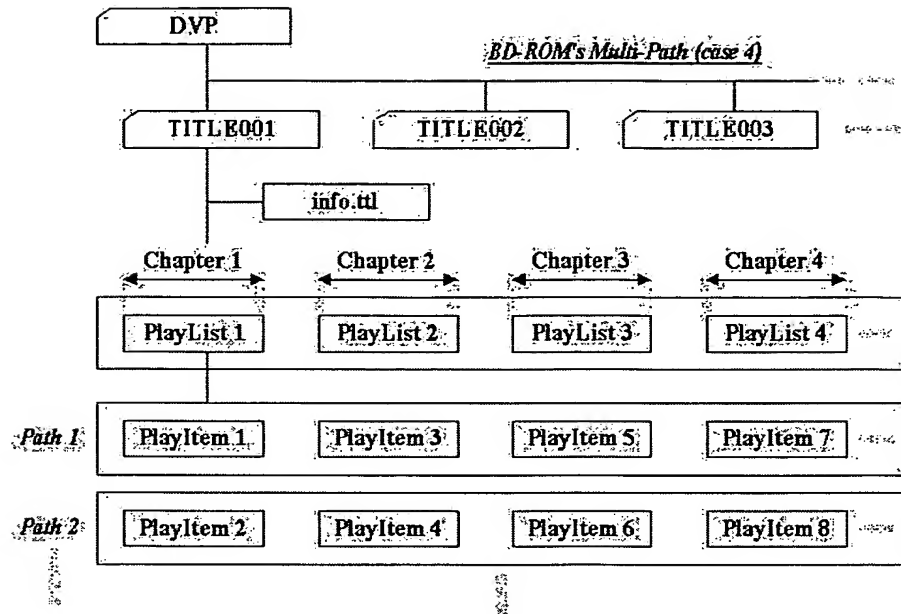 DVP
BD-ROM's Multi-Path (case 4)
TITLE001 TITLE002 TITLE003
info.ttl
Chapter 1 Chapter 2 Chapter 3 Chapter 4
PlayList 1 PlayList 2 PlayList 3 PlayList 4
Path 1 PlayItem 1 PlayItem 3 PlayItem 5 PlayItem 7
Path 2 PlayItem 2 PlayItem 4 PlayItem 6 PlayItem 8